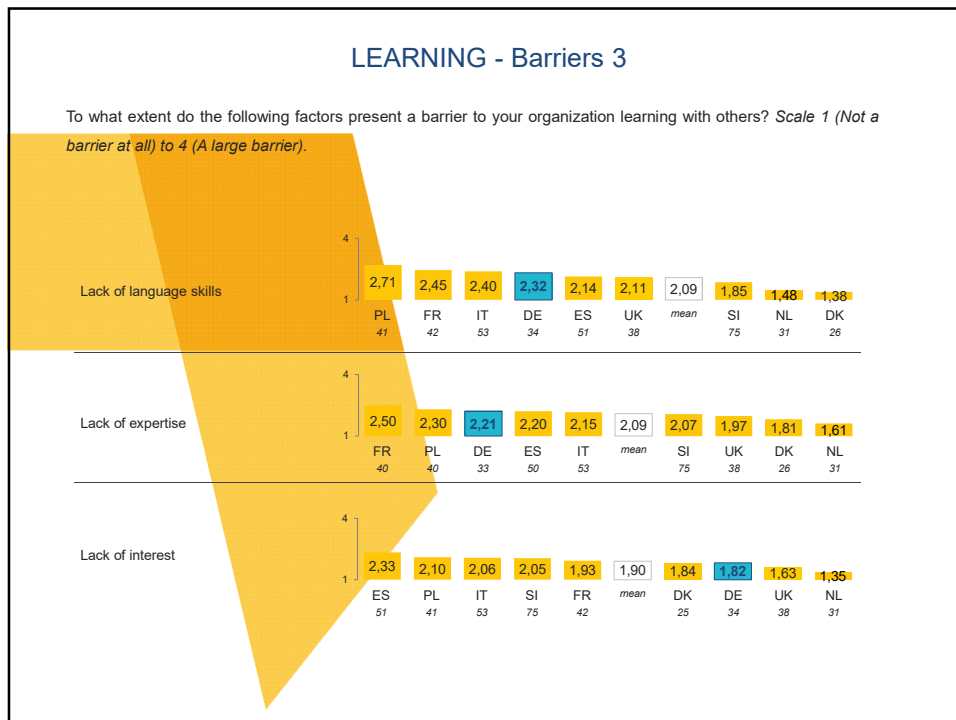 LEARNING - Barriers 3
To what extent do the following factors present a barrier to your organization learning with others? Scale 1 (Not a
barrier at all) to 4 (A large barrier).
4
Lack of language skills
2,71 2,45 2,40 2,32 2,14 2,11 2,09 1,85 1,48 1,38
1
PL FR IT DE ES UK mean SI NL DK
41 42 53 34 51 38 75 31 26
4
Lack of expertise
2,50 2,30 2,21 2,20 2,15 2,09 2,07 1,97 1,81 1,61
1
FR PL DE ES IT mean SI UK DK NL
40 40 33 50 53 75 38 26 31
4
Lack of interest
2,33 2,10 2,06 2,05 1,93 1,90 1,84 1,82 1,63 1,35
1
ES PL IT SI FR mean DK DE UK NL
51 41 53 75 42 25 34 38 31